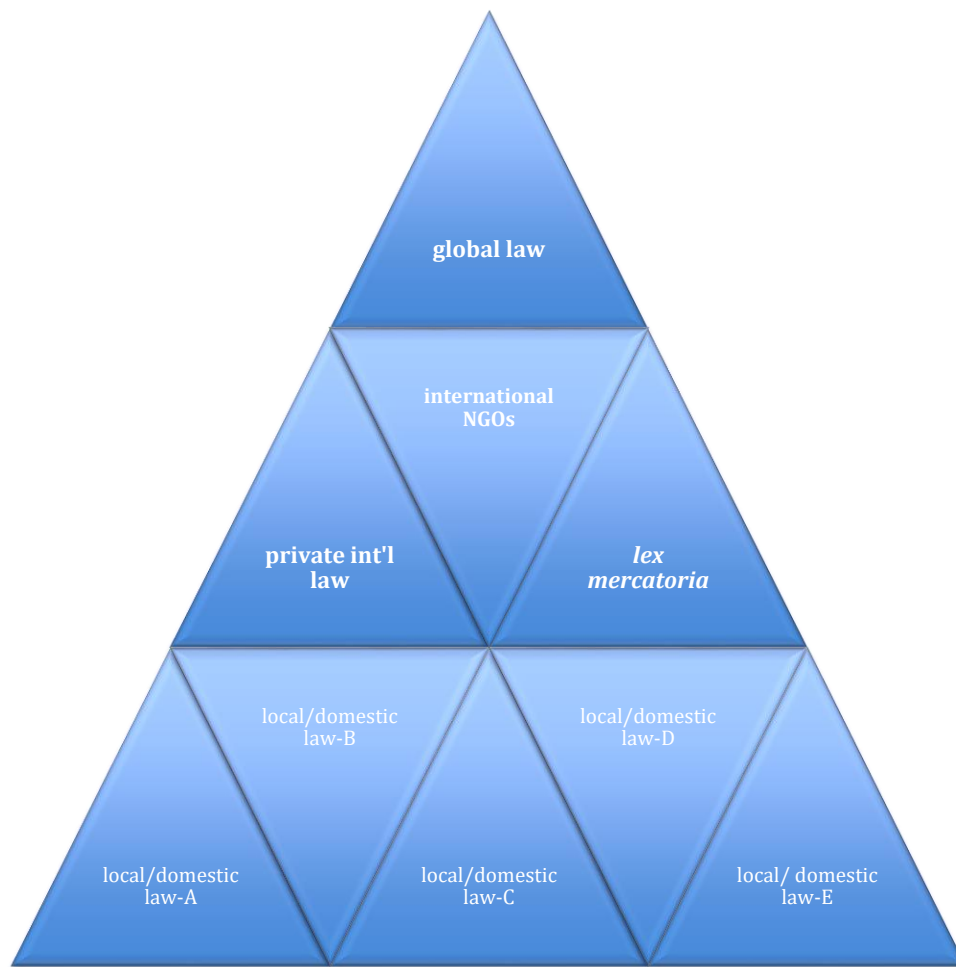 global law
international
NGOs
private int'l
law
lex
mercatoria
local/domestic
law-B
local/domestic
law-D
local/domestic
law-A
local/domestic
law-C
local/ domestic
law-E